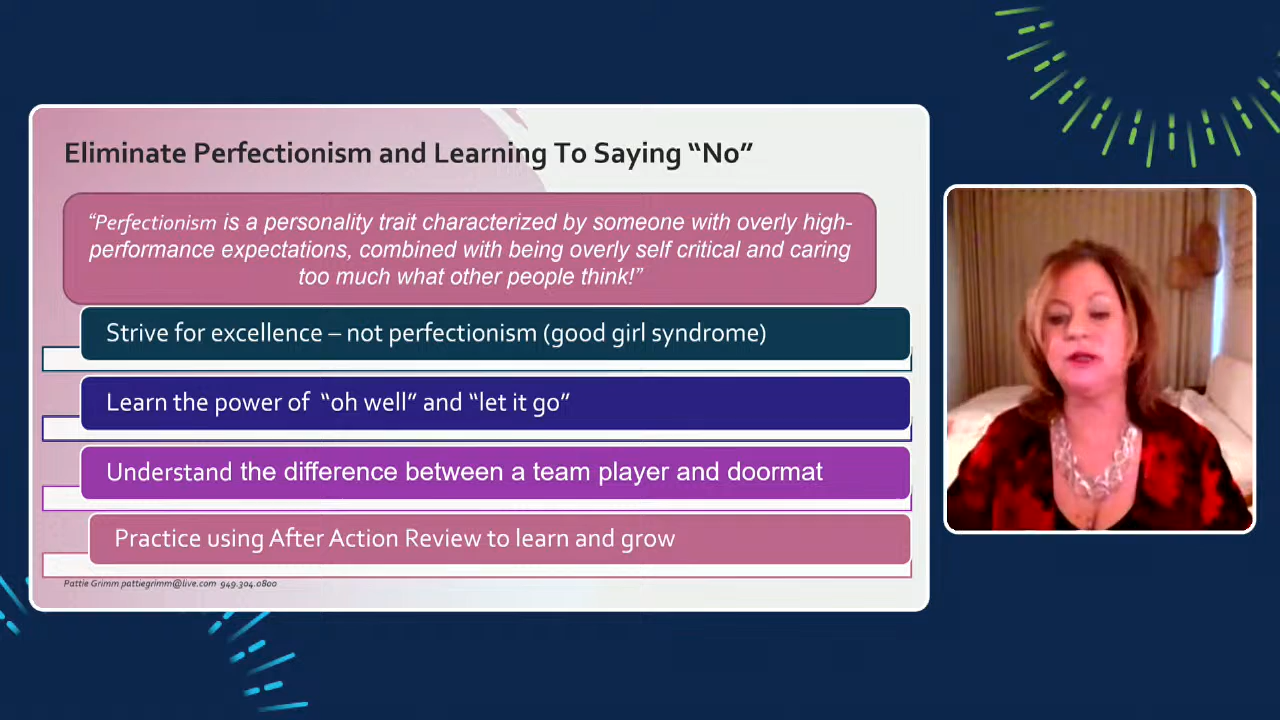 Eliminate Perfectionism and Learning To Saying “No”
“Perfectionism is a personality trait characterized by someone with overly high-
performance expectations, combined with being overly self critical and caring
too much what other people think!”
Strive for excellence – not perfectionism (good girl syndrome)
Learn the power of “oh well” and “let it go”
Understand the difference between a team player and doormat
Practice using After Action Review to learn and grow
Pattie Grimm pattiegrimm@live.com 949.304.0800